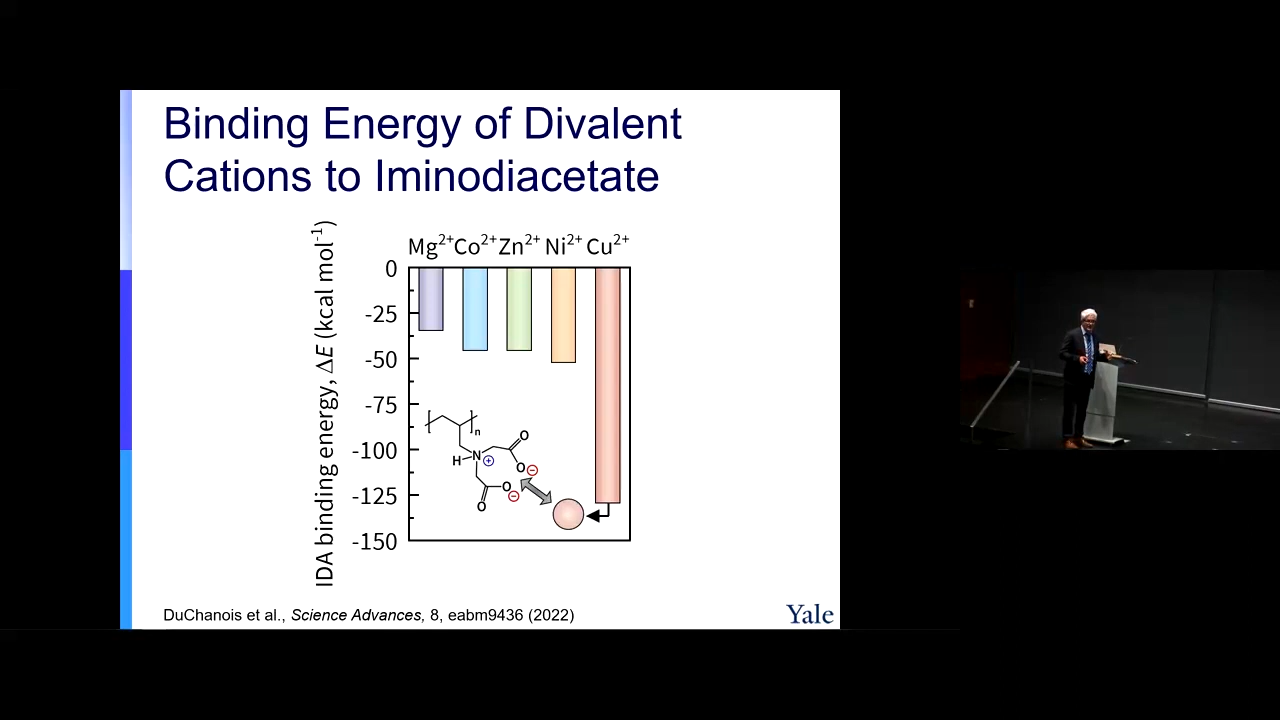 Binding Energy of Divalent
Cations to Iminodiacetate
IDA binding energy, ΔE (kcal mol⁻¹)
Mg²⁺ Co²⁺ Zn²⁺ Ni²⁺ Cu²⁺
0
-25
-50
-75
-100
-125
-150
n
O
H N ⊕ O ⊖
O ⊖
O
DuChanois et al., Science Advances, 8, eabm9436 (2022)
Yale